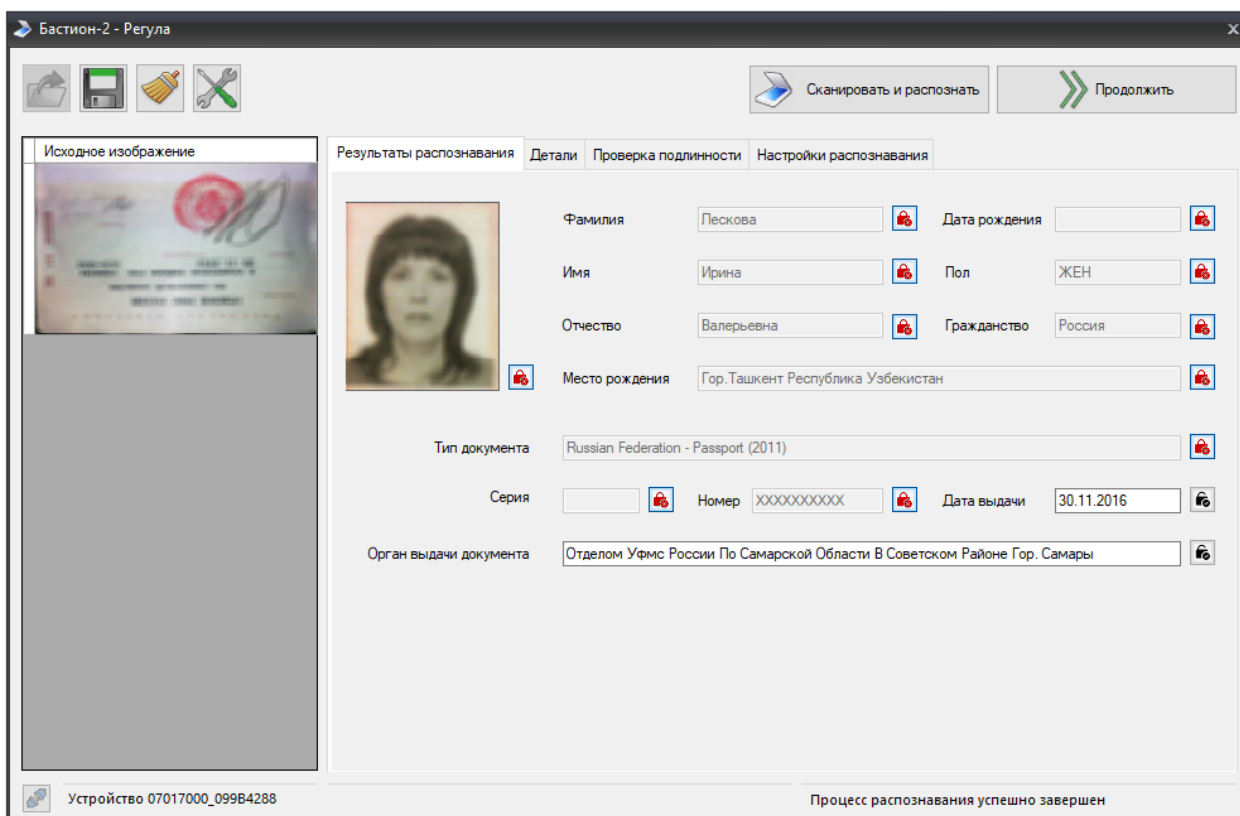 Бастион-2 - Регула
x
Сканировать и распознать
Продолжить
Исходное изображение
Результаты распознавания Детали Проверка подлинности Настройки распознавания
Фамилия Лескова Дата рождения
Имя Ирина Пол ЖЕН
Отчество Валерьевна Гражданство Россия
Место рождения Гор.Ташкент Республика Узбекистан
Тип документа Russian Federation - Passport (2011)
Серия Номер XXXXXXXXXX Дата выдачи 30.11.2016
Орган выдачи документа Отделом Уфмс России По Самарской Области В Советском Районе Гор. Самары
Устройство 07017000_099B4288
Процесс распознавания успешно завершен